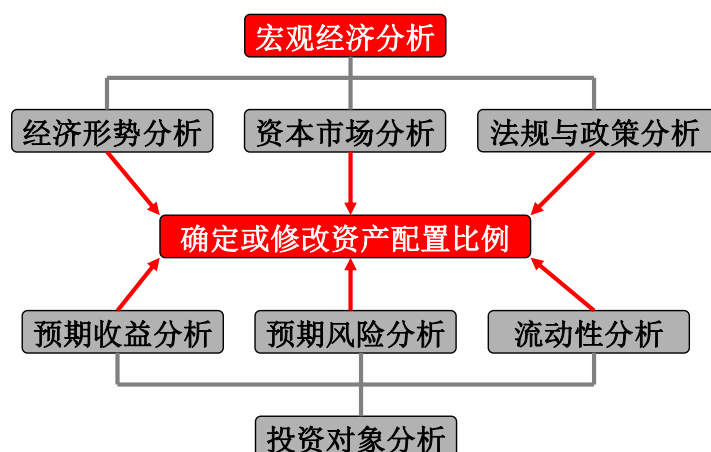 宏观经济分析
经济形势分析
资本市场分析
法规与政策分析
确定或修改资产配置比例
预期收益分析
预期风险分析
流动性分析
投资对象分析